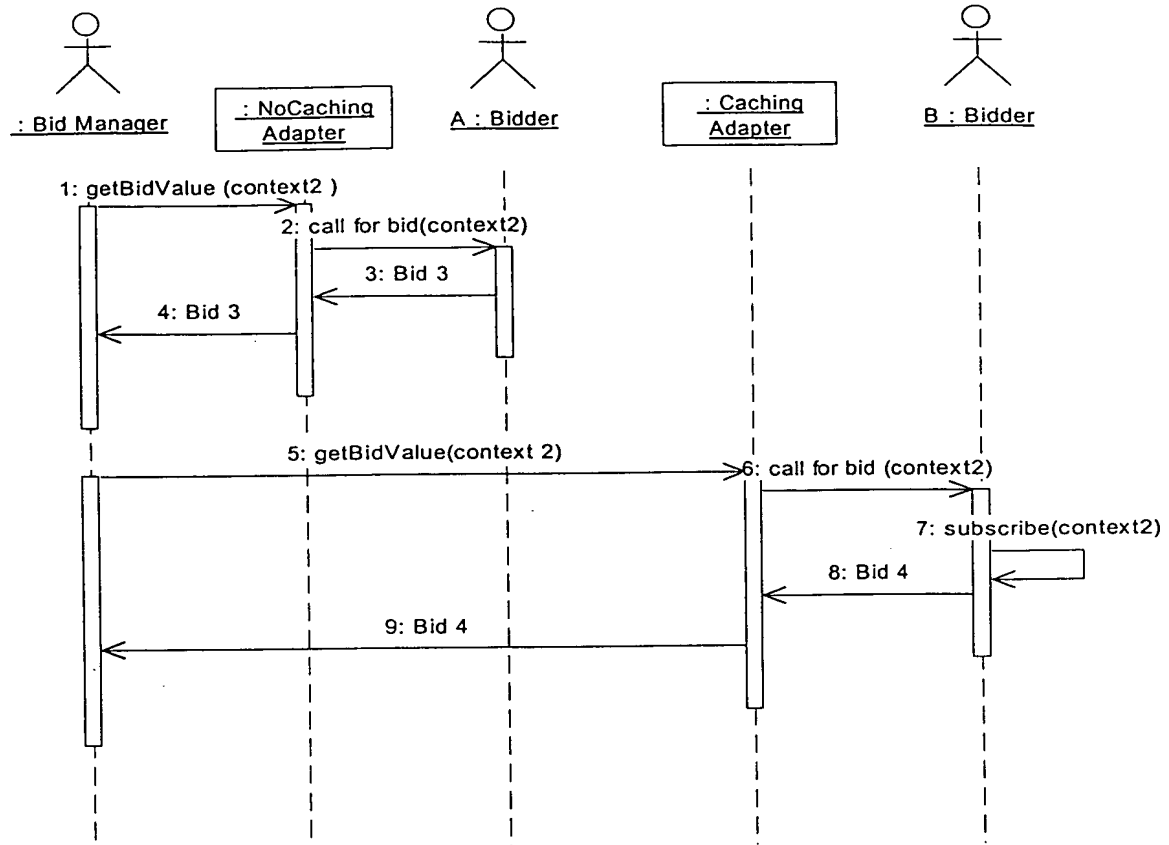 : Bid Manager
: NoCaching
Adapter
A : Bidder
: Caching
Adapter
B : Bidder
1: getBidValue (context2 )
2: call for bid(context2)
3: Bid 3
4: Bid 3
5: getBidValue(context 2)
6: call for bid (context2)
7: subscribe(context2)
8: Bid 4
9: Bid 4